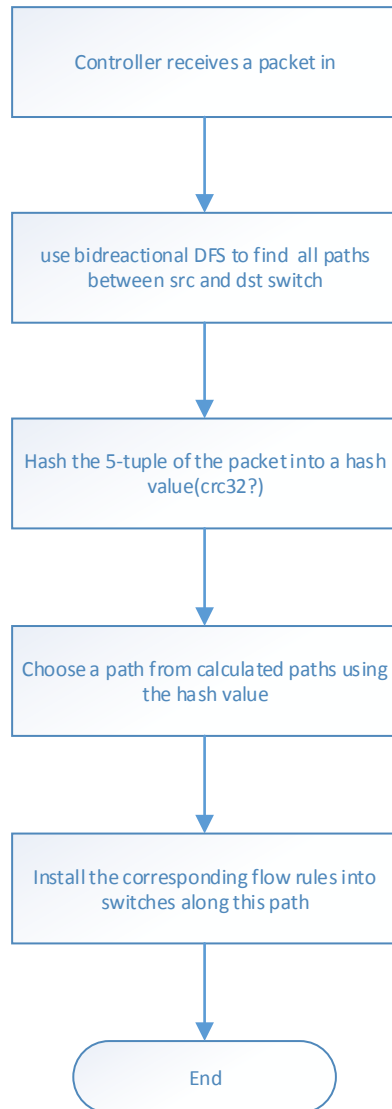 Controller receives a packet in
use bidreactional DFS to find all paths
between src and dst switch
Hash the 5-tuple of the packet into a hash
value(crc32?)
Choose a path from calculated paths using
the hash value
Install the corresponding flow rules into
switches along this path
End